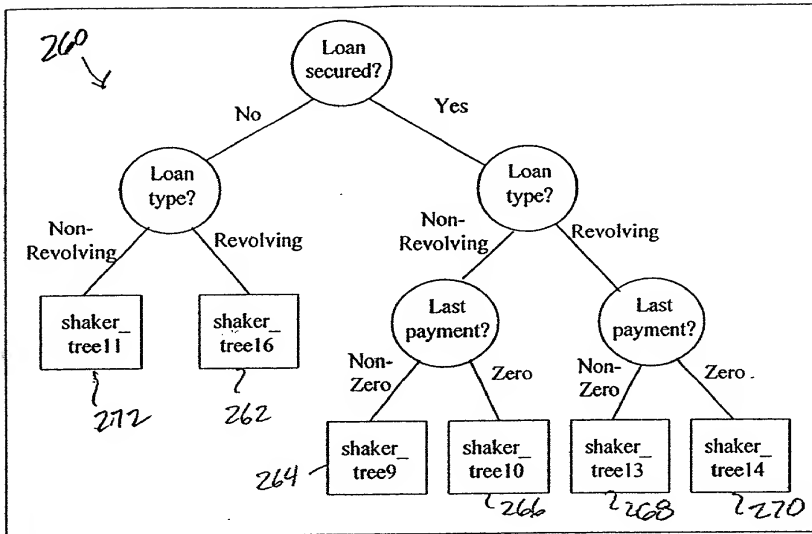 260
Loan
secured?
No
Yes
Loan
type?
Loan
type?
Non-
Revolving
Revolving
Non-
Revolving
Revolving
shaker_
tree11
shaker_
tree16
Last
payment?
Last
payment?
272
262
Non-
Zero
Zero
Non-
Zero
Zero
264
shaker_
tree9
shaker_
tree10
shaker_
tree13
shaker_
tree14
266
268
270